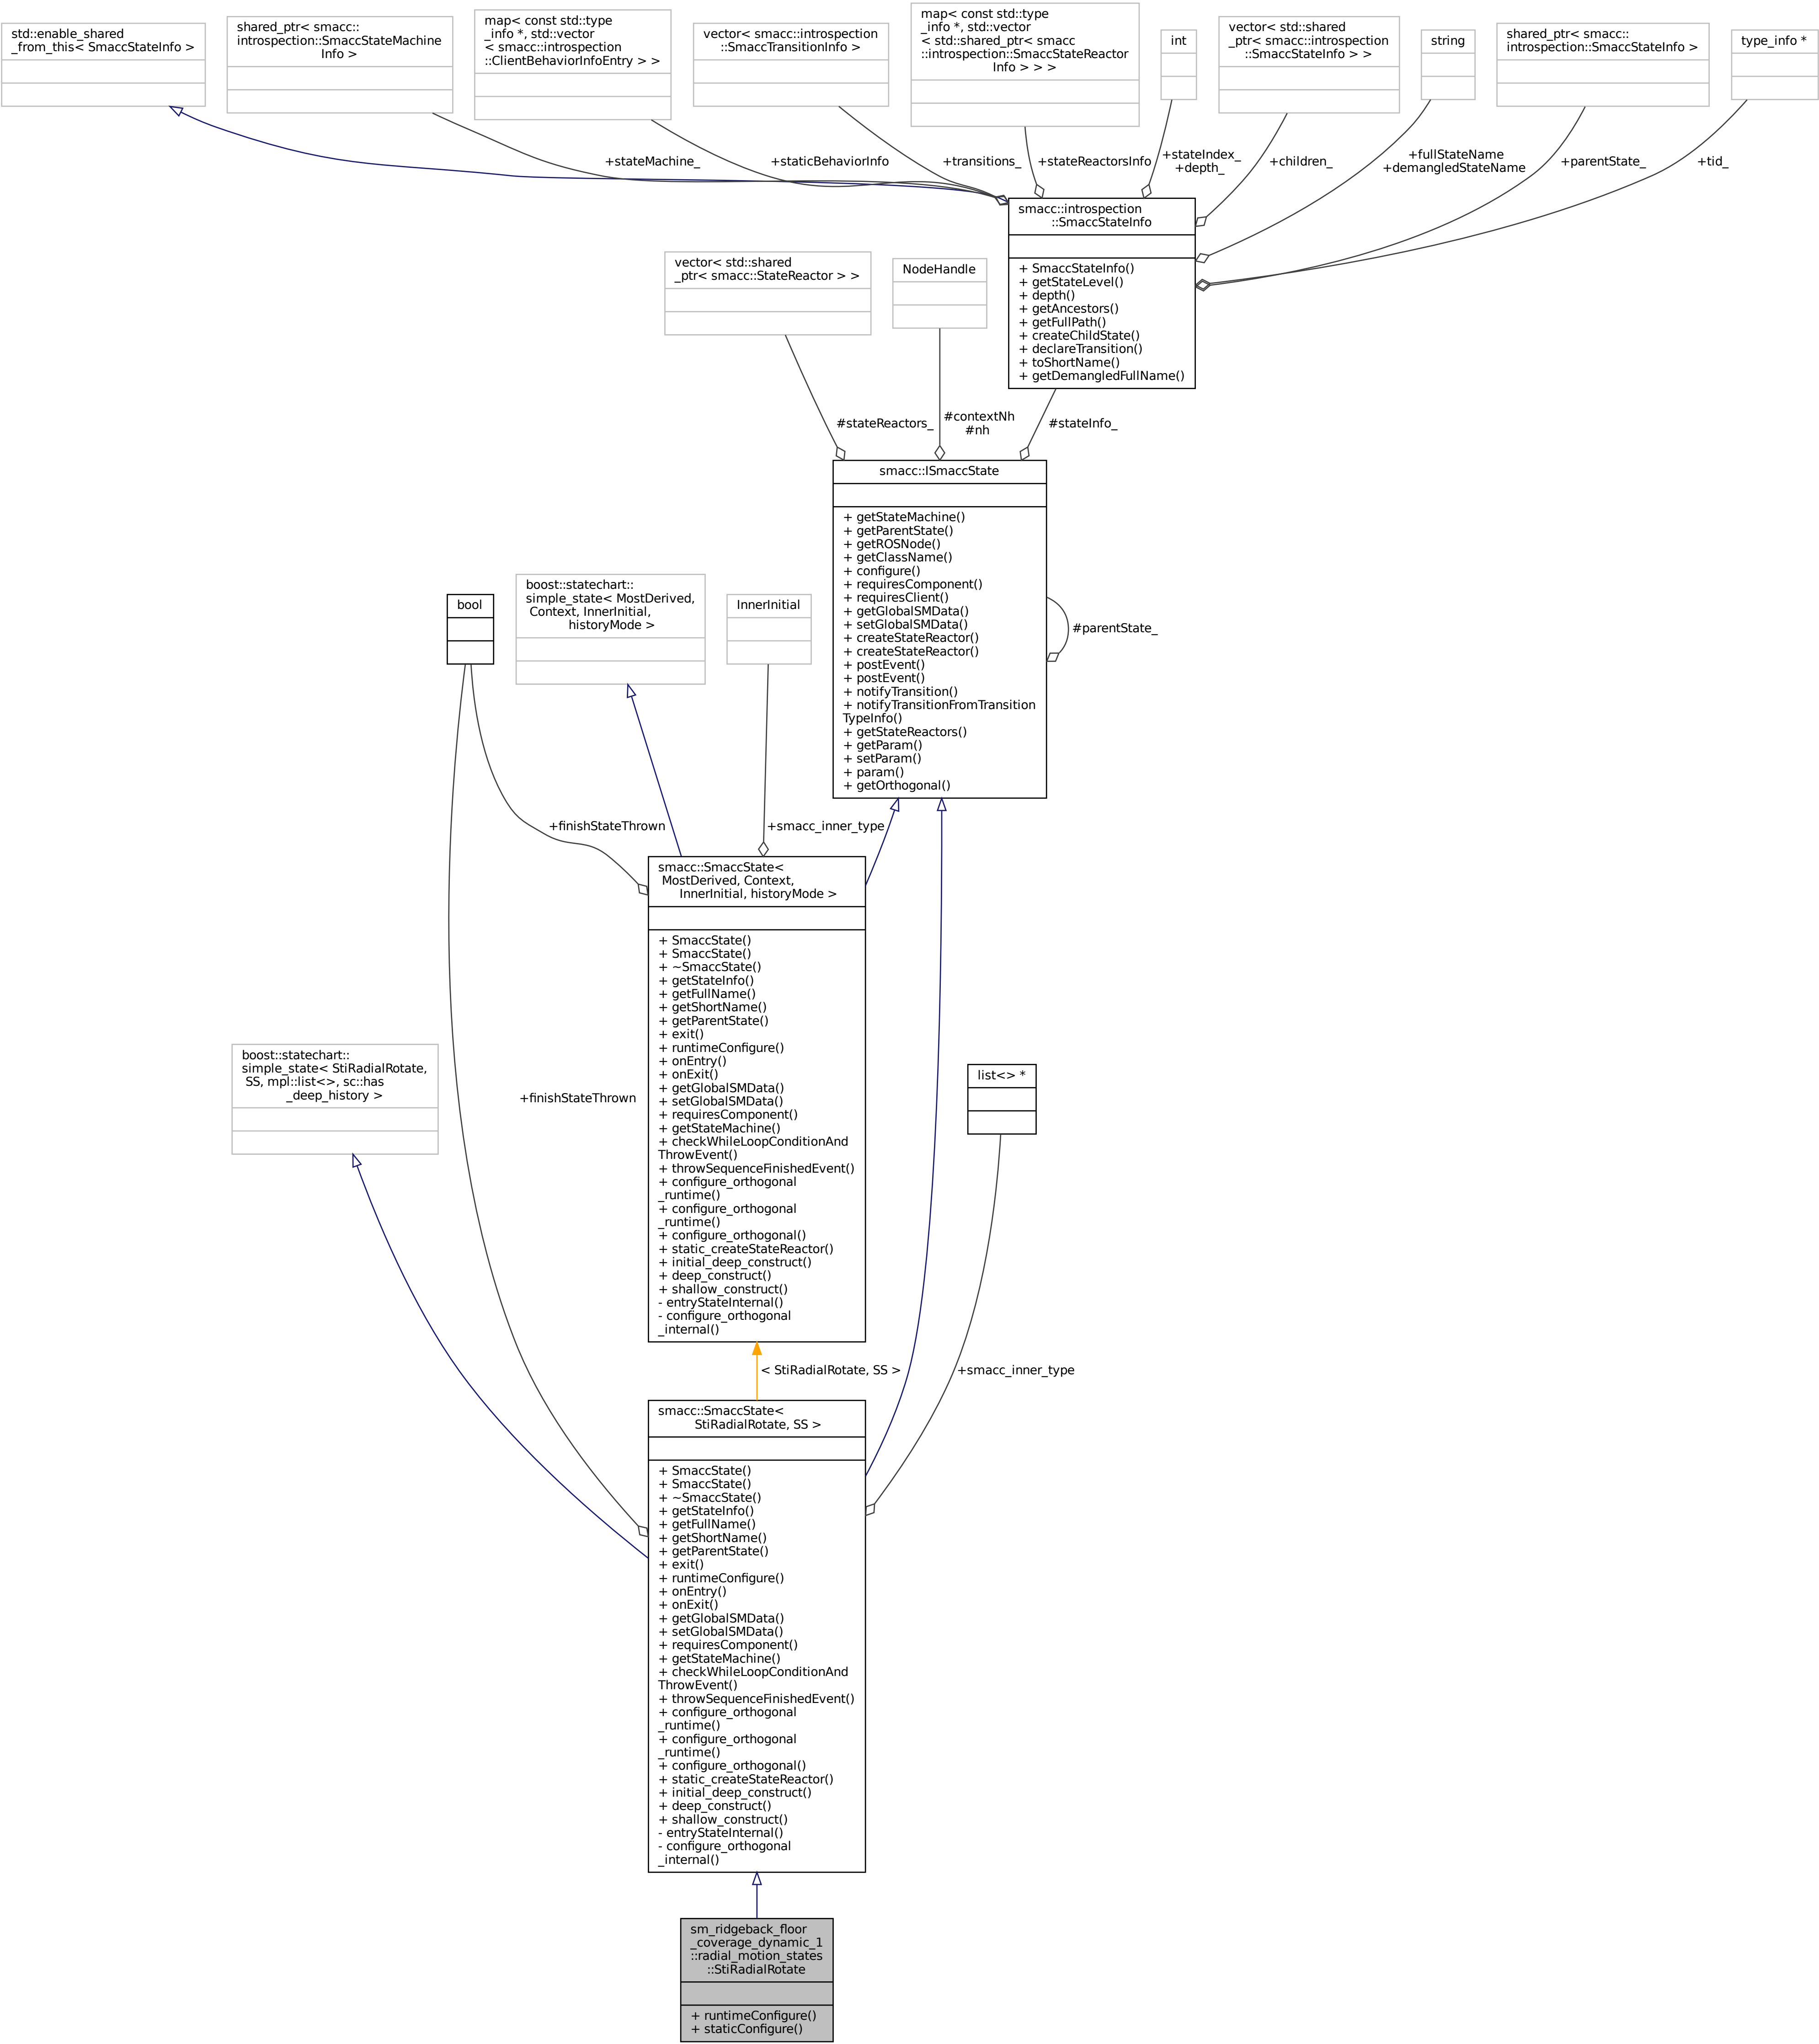 std::enable_shared
_from_this< SmaccStateInfo >
shared_ptr< smacc::
introspection::SmaccStateMachine
Info >
map< const std::type
_info *, std::vector
< smacc::introspection
::ClientBehaviorInfoEntry > >
vector< smacc::introspection
::SmaccTransitionInfo >
map< const std::type
_info *, std::vector
< std::shared_ptr< smacc
::introspection::SmaccStateReactor
Info > > >
int
vector< std::shared
_ptr< smacc::introspection
::SmaccStateInfo > >
string
shared_ptr< smacc::
introspection::SmaccStateInfo >
type_info *
+stateMachine_
+staticBehaviorInfo
+transitions_
+stateReactorsInfo
+stateIndex_
+depth_
+children_
+fullStateName
+demangledStateName
+parentState_
+tid_
smacc::introspection
::SmaccStateInfo
+ SmaccStateInfo()
+ getStateLevel()
+ depth()
+ getAncestors()
+ getFullPath()
+ createChildState()
+ declareTransition()
+ toShortName()
+ getDemangledFullName()
vector< std::shared
_ptr< smacc::StateReactor > >
NodeHandle
#stateReactors_
#contextNh
#nh
#stateInfo_
smacc::ISmaccState
+ getStateMachine()
+ getParentState()
+ getROSNode()
+ getClassName()
+ configure()
+ requiresComponent()
+ requiresClient()
+ getGlobalSMData()
+ setGlobalSMData()
+ createStateReactor()
+ createStateReactor()
+ postEvent()
+ postEvent()
+ notifyTransition()
+ notifyTransitionFromTransition
TypeInfo()
+ getStateReactors()
+ getParam()
+ setParam()
+ param()
+ getOrthogonal()
#parentState_
bool
boost::statechart::
simple_state< MostDerived,
Context, InnerInitial,
historyMode >
InnerInitial
+finishStateThrown
+smacc_inner_type
smacc::SmaccState<
MostDerived, Context,
InnerInitial, historyMode >
+ SmaccState()
+ SmaccState()
+ ~SmaccState()
+ getStateInfo()
+ getFullName()
+ getShortName()
+ getParentState()
+ exit()
+ runtimeConfigure()
+ onEntry()
+ onExit()
+ getGlobalSMData()
+ setGlobalSMData()
+ requiresComponent()
+ getStateMachine()
+ checkWhileLoopConditionAnd
ThrowEvent()
+ throwSequenceFinishedEvent()
+ configure_orthogonal
_runtime()
+ configure_orthogonal
_runtime()
+ configure_orthogonal()
+ static_createStateReactor()
+ initial_deep_construct()
+ deep_construct()
+ shallow_construct()
- entryStateInternal()
- configure_orthogonal
_internal()
boost::statechart::
simple_state< StiRadialRotate,
SS, mpl::list<>, sc::has
_deep_history >
+finishStateThrown
list<> *
< StiRadialRotate, SS >
+smacc_inner_type
smacc::SmaccState<
StiRadialRotate, SS >
+ SmaccState()
+ SmaccState()
+ ~SmaccState()
+ getStateInfo()
+ getFullName()
+ getShortName()
+ getParentState()
+ exit()
+ runtimeConfigure()
+ onEntry()
+ onExit()
+ getGlobalSMData()
+ setGlobalSMData()
+ requiresComponent()
+ getStateMachine()
+ checkWhileLoopConditionAnd
ThrowEvent()
+ throwSequenceFinishedEvent()
+ configure_orthogonal
_runtime()
+ configure_orthogonal
_runtime()
+ configure_orthogonal()
+ static_createStateReactor()
+ initial_deep_construct()
+ deep_construct()
+ shallow_construct()
- entryStateInternal()
- configure_orthogonal
_internal()
sm_ridgeback_floor
_coverage_dynamic_1
::radial_motion_states
::StiRadialRotate
+ runtimeConfigure()
+ staticConfigure()